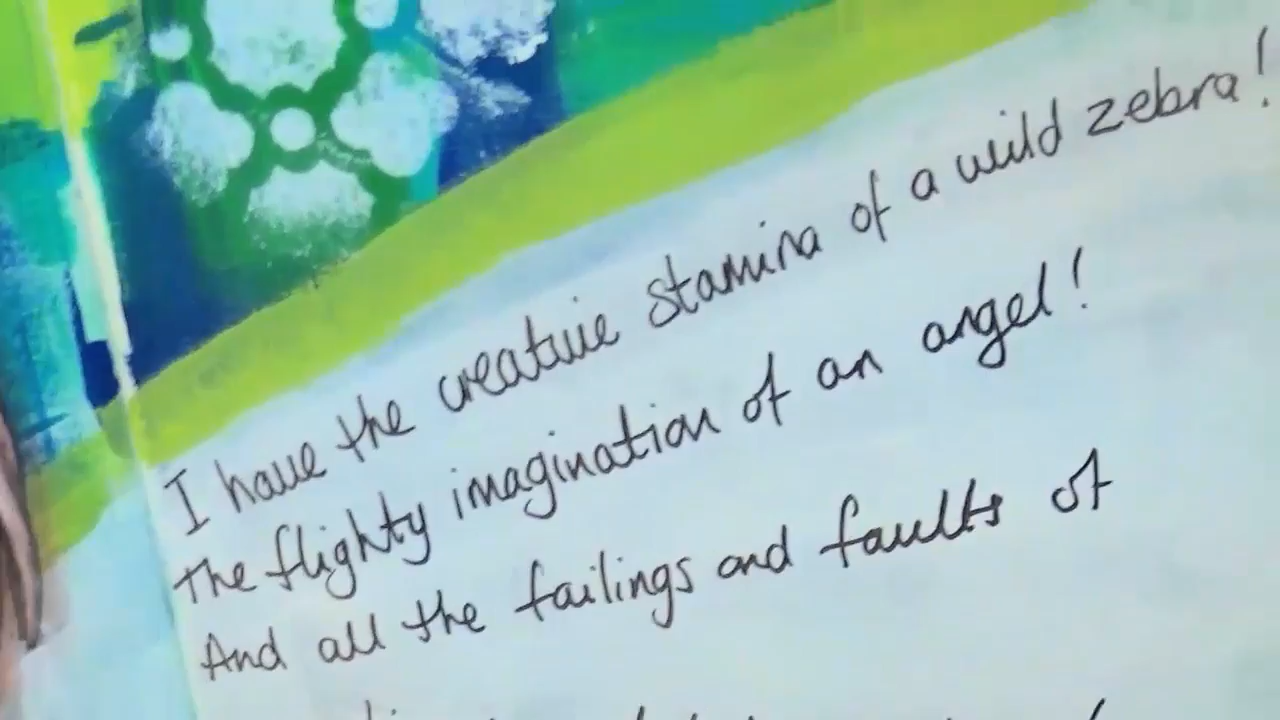 I have the creative stamina of a wild zebra!
The flighty imagination of an angel!
And all the failings and faults of